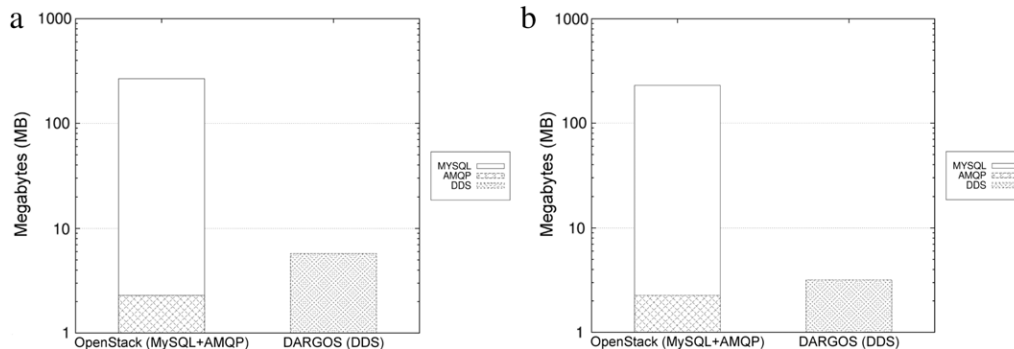 a
1000
100
10
1
Megabytes (MB)
OpenStack (MySQL+AMQP)
DARGOS (DDS)
MYSQL
AMQP
DDS
b
1000
100
10
1
Megabytes (MB)
OpenStack (MySQL+AMQP)
DARGOS (DDS)
MYSQL
AMQP
DDS